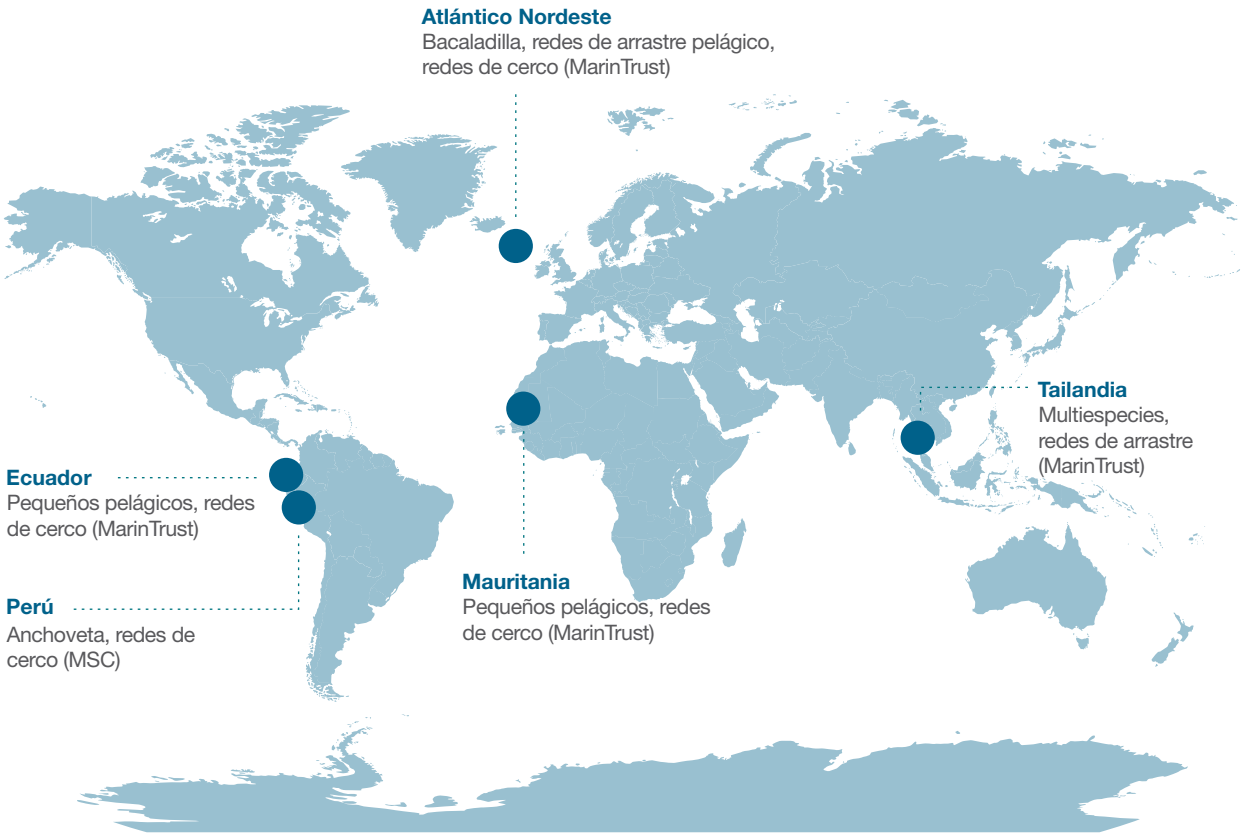 Atlántico Nordeste
Bacaladilla, redes de arrastre pelágico,
redes de cerco (MarinTrust)
Tailandia
Multiespecies,
redes de arrastre
(MarinTrust)
Ecuador
Pequeños pelágicos, redes
de cerco (MarinTrust)
Mauritania
Pequeños pelágicos, redes
de cerco (MarinTrust)
Perú
Anchoveta, redes de
cerco (MSC)